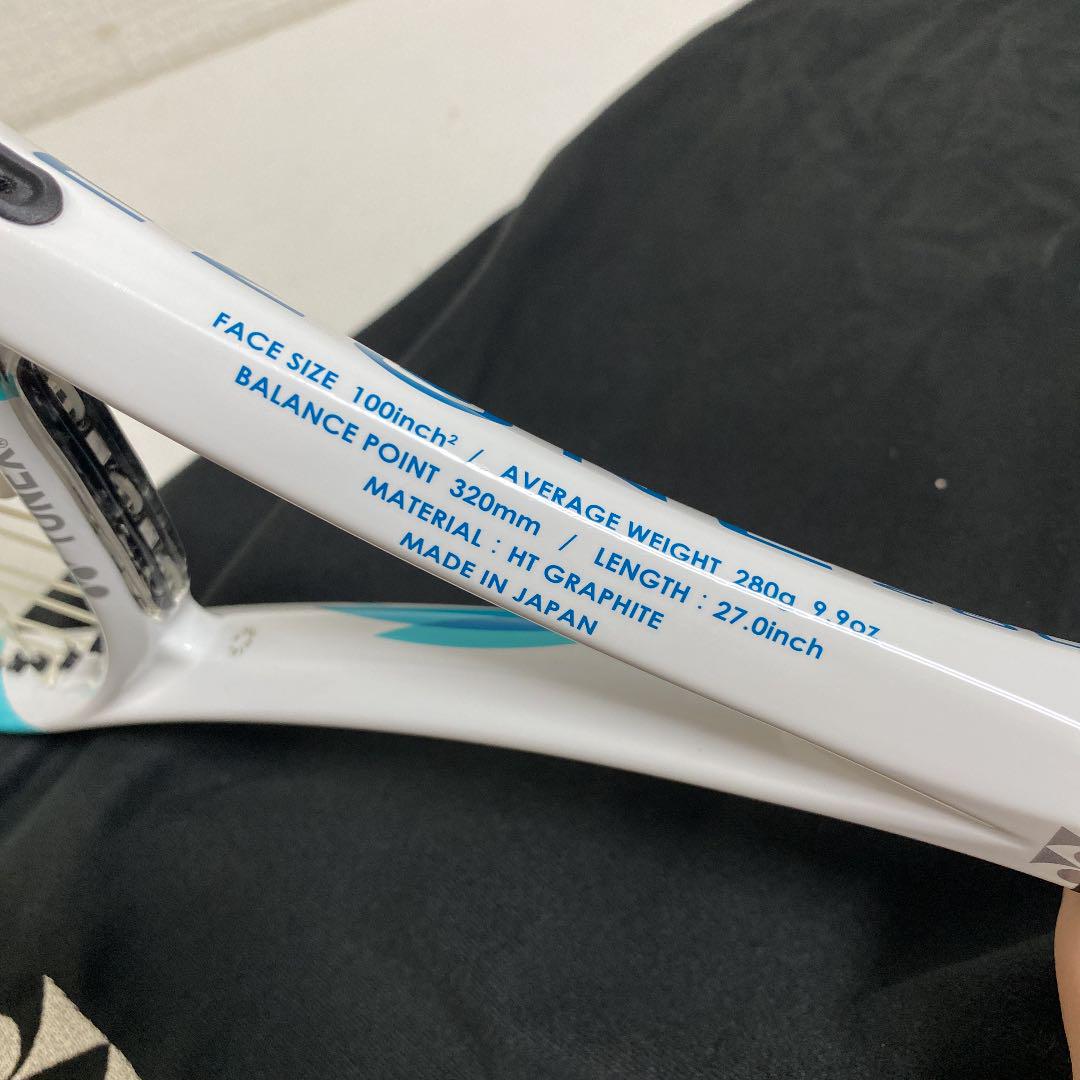 FACE SIZE 100inch² / AVERAGE WEIGHT 280g 9.9oz
BALANCE POINT 320mm / LENGTH : 27.0inch
MATERIAL : HT GRAPHITE
MADE IN JAPAN
YONEX®